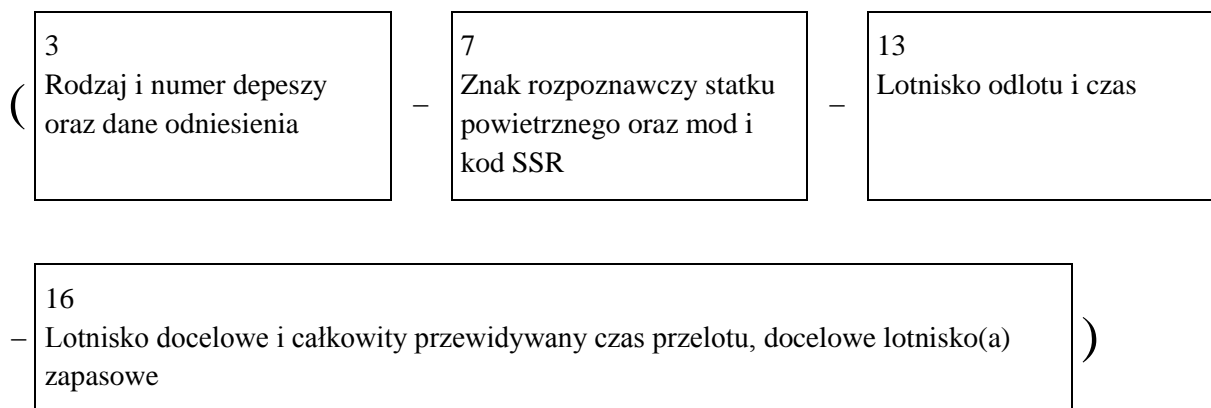 (
3
Rodzaj i numer depeszy
oraz dane odniesienia
–
7
Znak rozpoznawczy statku
powietrznego oraz mod i
kod SSR
–
13
Lotnisko odlotu i czas
–
16
Lotnisko docelowe i całkowity przewidywany czas przelotu, docelowe lotnisko(a)
zapasowe
)